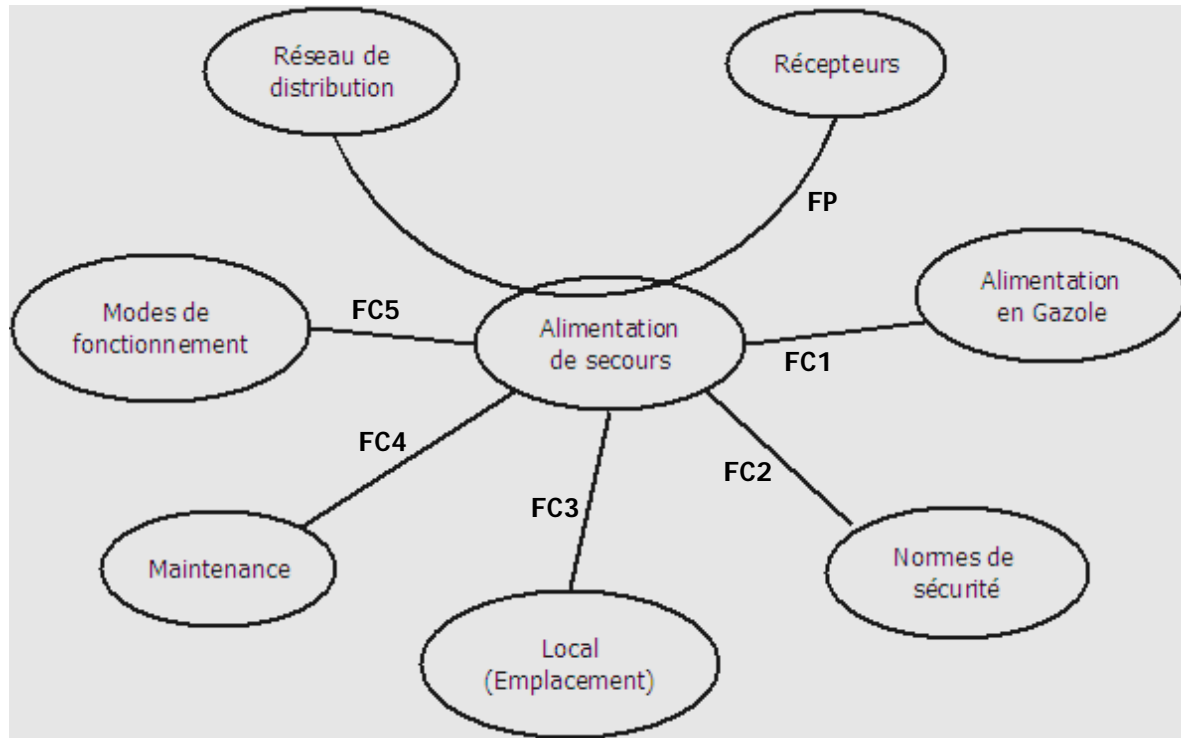 Réseau de
distribution
Récepteurs
FP
Modes de
fonctionnement
FC5
Alimentation
de secours
FC1
Alimentation
en Gazole
FC4
FC3
FC2
Maintenance
Local
(Emplacement)
Normes de
sécurité